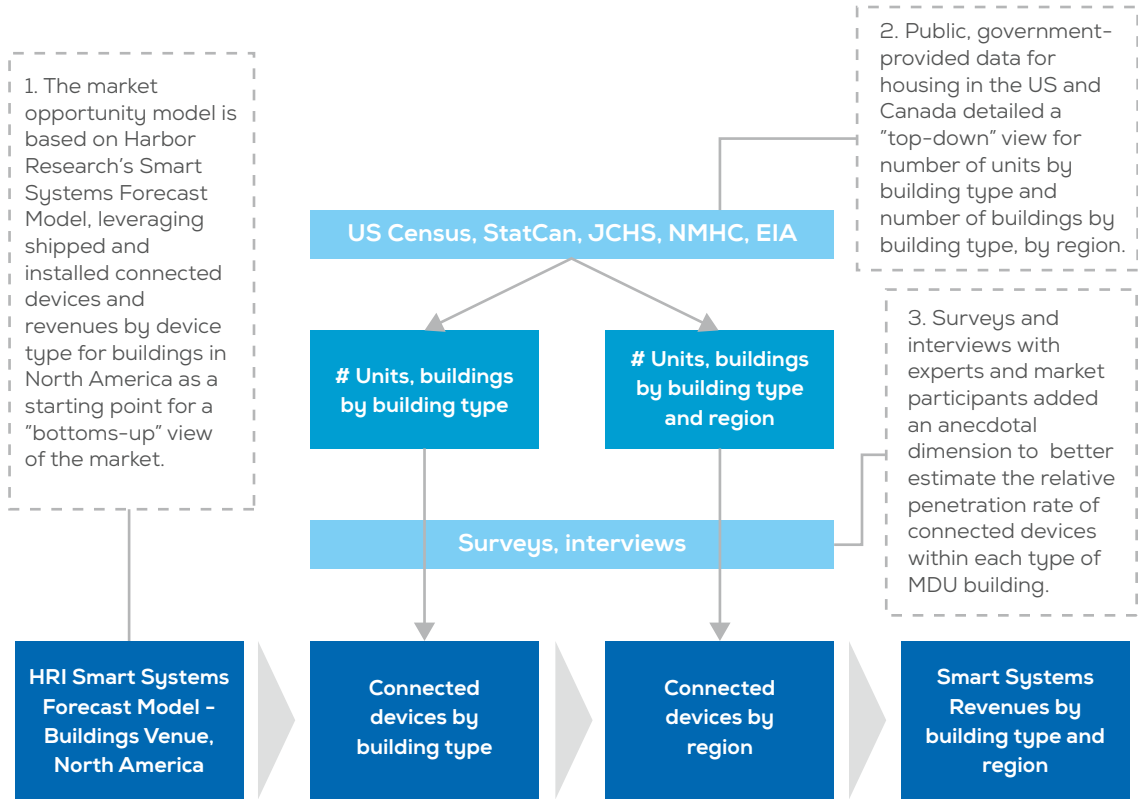 1. The market
opportunity model is
based on Harbor
Research's Smart
Systems Forecast
Model, leveraging
shipped and
installed connected
devices and
revenues by device
type for buildings in
North America as a
starting point for a
"bottoms-up" view
of the market.
2. Public, government-
provided data for
housing in the US and
Canada detailed a
"top-down" view for
number of units by
building type and
number of buildings by
building type, by region.
US Census, StatCan, JCHS, NMHC, EIA
# Units, buildings
by building type
# Units, buildings
by building type
and region
3. Surveys and
interviews with
experts and market
participants added
an anecdotal
dimension to  better
estimate the relative
penetration rate of
connected devices
within each type of
MDU building.
Surveys, interviews
HRI Smart Systems
Forecast Model -
Buildings Venue,
North America
Connected
devices by
building type
Connected
devices by
region
Smart Systems
Revenues by
building type and
region